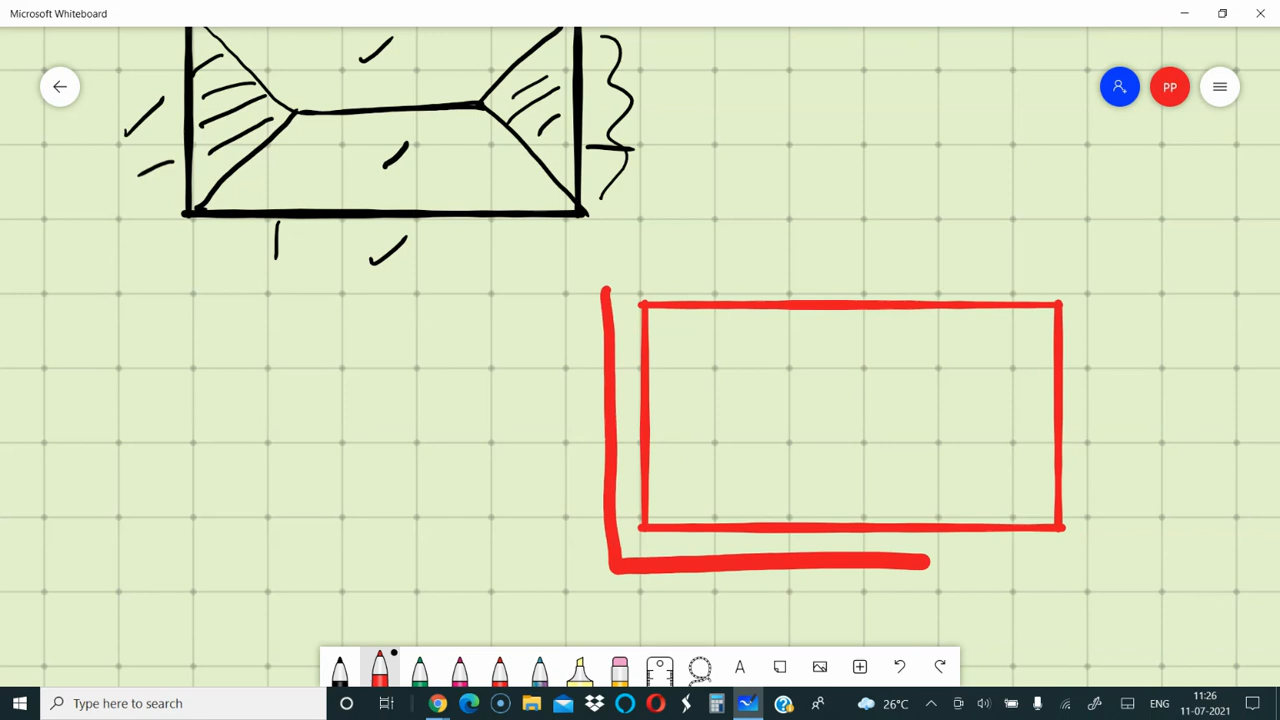 Microsoft Whiteboard
PP
A
Type here to search
26°C
ENG
11:26
11-07-2021